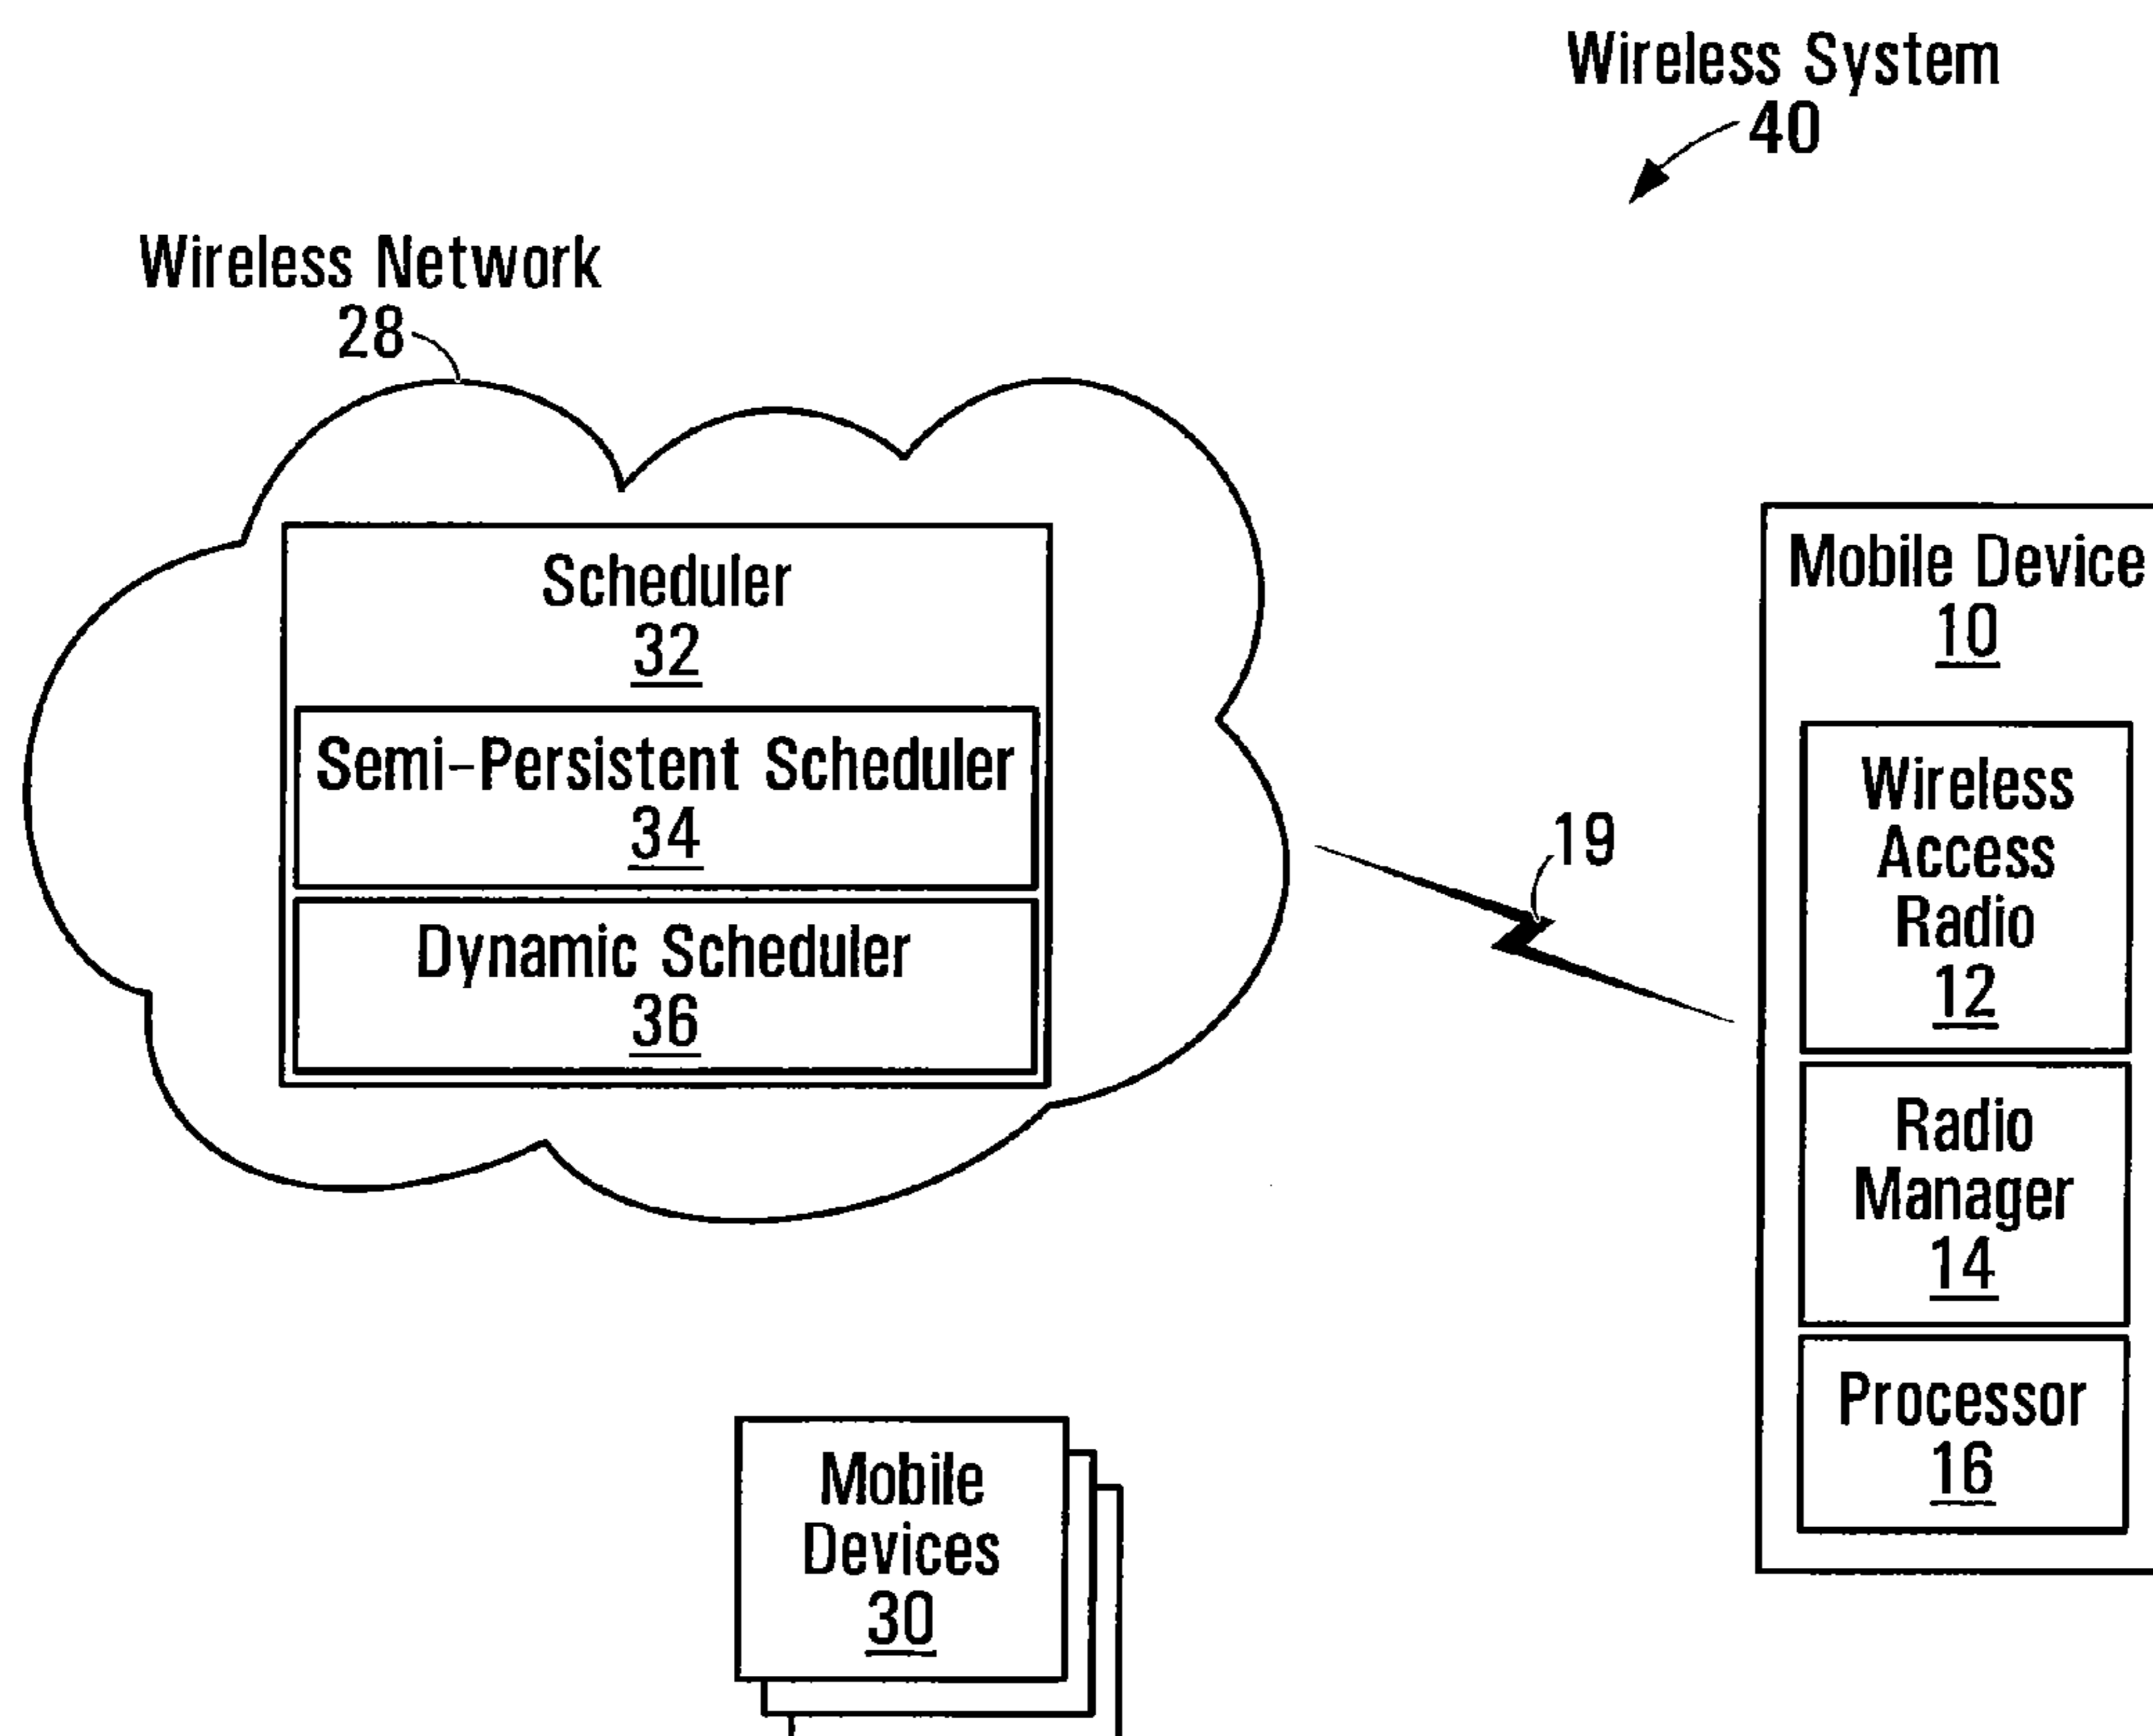 Wireless System
40
Wireless Network
28
Scheduler
32
Semi-Persistent Scheduler
34
Dynamic Scheduler
36
19
Mobile Device
10
Wireless
Access
Radio
12
Radio
Manager
14
Processor
16
Mobile
Devices
30